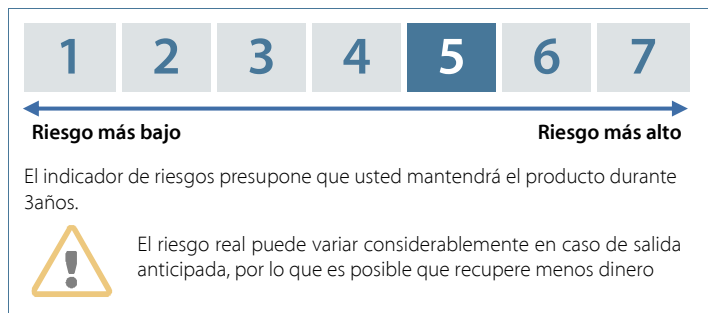 1 2 3 4 5 6 7
Riesgo más bajo Riesgo más alto
El indicador de riesgos presupone que usted mantendrá el producto durante
3años.
El riesgo real puede variar considerablemente en caso de salida
anticipada, por lo que es posible que recupere menos dinero